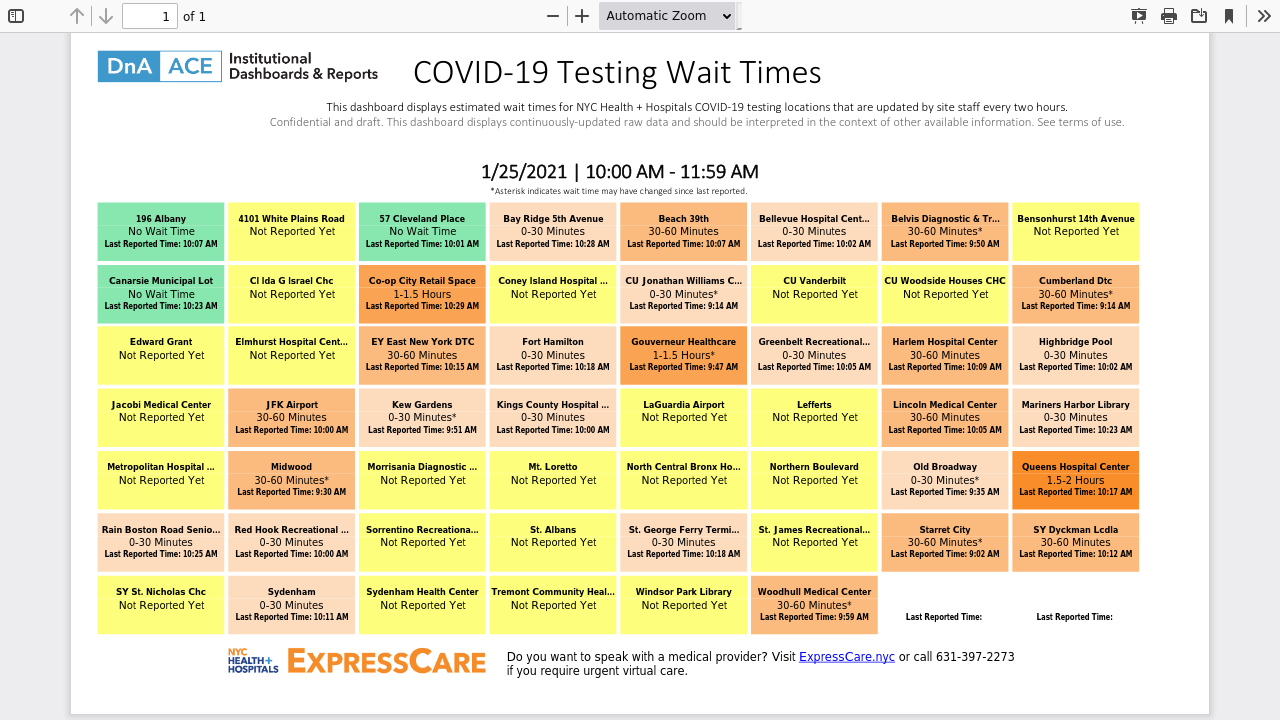 1 of 1 Automatic Zoom
DnA ACE Institutional
Dashboards & Reports
COVID-19 Testing Wait Times
This dashboard displays estimated wait times for NYC Health + Hospitals COVID-19 testing locations that are updated by site staff every two hours.
Confidential and draft. This dashboard displays continuously-updated raw data and should be interpreted in the context of other available information. See terms of use.
1/25/2021 | 10:00 AM - 11:59 AM
*Asterisk indicates wait time may have changed since last reported.
196 Albany
No Wait Time
Last Reported Time: 10:07 AM
4101 White Plains Road
Not Reported Yet
57 Cleveland Place
No Wait Time
Last Reported Time: 10:01 AM
Bay Ridge 5th Avenue
0-30 Minutes
Last Reported Time: 10:28 AM
Beach 39th
30-60 Minutes
Last Reported Time: 10:07 AM
Bellevue Hospital Cent...
0-30 Minutes
Last Reported Time: 10:02 AM
Belvis Diagnostic & Tr...
30-60 Minutes*
Last Reported Time: 9:50 AM
Bensonhurst 14th Avenue
Not Reported Yet
Canarsie Municipal Lot
No Wait Time
Last Reported Time: 10:23 AM
Cl Ida G Israel Chc
Not Reported Yet
Co-op City Retail Space
1-1.5 Hours
Last Reported Time: 10:29 AM
Coney Island Hospital ...
Not Reported Yet
CU Jonathan Williams C...
0-30 Minutes*
Last Reported Time: 9:14 AM
CU Vanderbilt
Not Reported Yet
CU Woodside Houses CHC
Not Reported Yet
Cumberland Dtc
30-60 Minutes*
Last Reported Time: 9:14 AM
Edward Grant
Not Reported Yet
Elmhurst Hospital Cent...
Not Reported Yet
EY East New York DTC
30-60 Minutes
Last Reported Time: 10:15 AM
Fort Hamilton
0-30 Minutes
Last Reported Time: 10:18 AM
Gouverneur Healthcare
1-1.5 Hours*
Last Reported Time: 9:47 AM
Greenbelt Recreational...
0-30 Minutes
Last Reported Time: 10:05 AM
Harlem Hospital Center
30-60 Minutes
Last Reported Time: 10:09 AM
Highbridge Pool
0-30 Minutes
Last Reported Time: 10:02 AM
Jacobi Medical Center
Not Reported Yet
JFK Airport
30-60 Minutes
Last Reported Time: 10:00 AM
Kew Gardens
0-30 Minutes*
Last Reported Time: 9:51 AM
Kings County Hospital ...
0-30 Minutes
Last Reported Time: 10:00 AM
LaGuardia Airport
Not Reported Yet
Lefferts
Not Reported Yet
Lincoln Medical Center
30-60 Minutes
Last Reported Time: 10:05 AM
Mariners Harbor Library
0-30 Minutes
Last Reported Time: 10:23 AM
Metropolitan Hospital ...
Not Reported Yet
Midwood
30-60 Minutes*
Last Reported Time: 9:30 AM
Morrisania Diagnostic ...
Not Reported Yet
Mt. Loretto
Not Reported Yet
North Central Bronx Ho...
Not Reported Yet
Northern Boulevard
Not Reported Yet
Old Broadway
0-30 Minutes*
Last Reported Time: 9:35 AM
Queens Hospital Center
1.5-2 Hours
Last Reported Time: 10:17 AM
Rain Boston Road Senio...
0-30 Minutes
Last Reported Time: 10:25 AM
Red Hook Recreational ...
0-30 Minutes
Last Reported Time: 10:00 AM
Sorrentino Recreationa...
Not Reported Yet
St. Albans
Not Reported Yet
St. George Ferry Termi...
0-30 Minutes
Last Reported Time: 10:18 AM
St. James Recreational...
Not Reported Yet
Starret City
30-60 Minutes*
Last Reported Time: 9:02 AM
SY Dyckman Lcdla
30-60 Minutes
Last Reported Time: 10:12 AM
SY St. Nicholas Chc
Not Reported Yet
Sydenham
0-30 Minutes
Last Reported Time: 10:11 AM
Sydenham Health Center
Not Reported Yet
Tremont Community Heal...
Not Reported Yet
Windsor Park Library
Not Reported Yet
Woodhull Medical Center
30-60 Minutes*
Last Reported Time: 9:59 AM
Last Reported Time:
Last Reported Time:
NYC
HEALTH+
HOSPITALS
EXPRESSCARE
Do you want to speak with a medical provider? Visit ExpressCare.nyc or call 631-397-2273
if you require urgent virtual care.